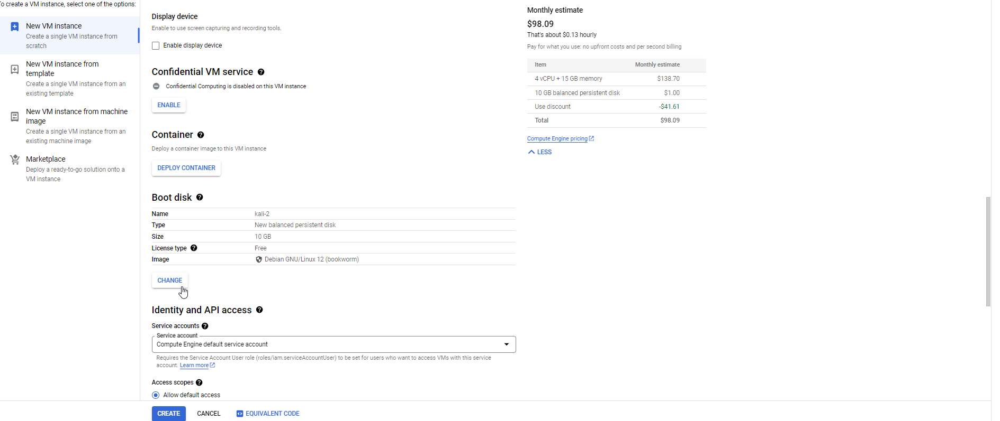 To create a VM instance, select one of the options:
New VM instance
Create a single VM instance from
scratch
New VM instance from
template
Create a single VM instance from an
existing template
New VM instance from machine
image
Create a single VM instance from an
existing machine image
Marketplace
Deploy a ready-to-go solution onto a
VM instance
Display device
Enable to use screen capturing and recording tools.
Enable display device
Confidential VM service
Confidential Computing is disabled on this VM instance
ENABLE
Container
Deploy a container image to this VM instance
DEPLOY CONTAINER
Boot disk
Name kali-2
Type New balanced persistent disk
Size 10 GB
License type Free
Image Debian GNU/Linux 12 (bookworm)
CHANGE
Identity and API access
Service accounts
Service account
Compute Engine default service account
Requires the Service Account User role (roles/iam.serviceAccountUser) to be set for users who want to access VMs with this service
account. Learn more
Access scopes
Allow default access
CREATE CANCEL EQUIVALENT CODE
Monthly estimate
$98.09
That's about $0.13 hourly
Pay for what you use: no upfront costs and per second billing
Item Monthly estimate
4 vCPU + 15 GB memory $138.70
10 GB balanced persistent disk $1.00
Use discount -$41.61
Total $98.09
Compute Engine pricing
LESS